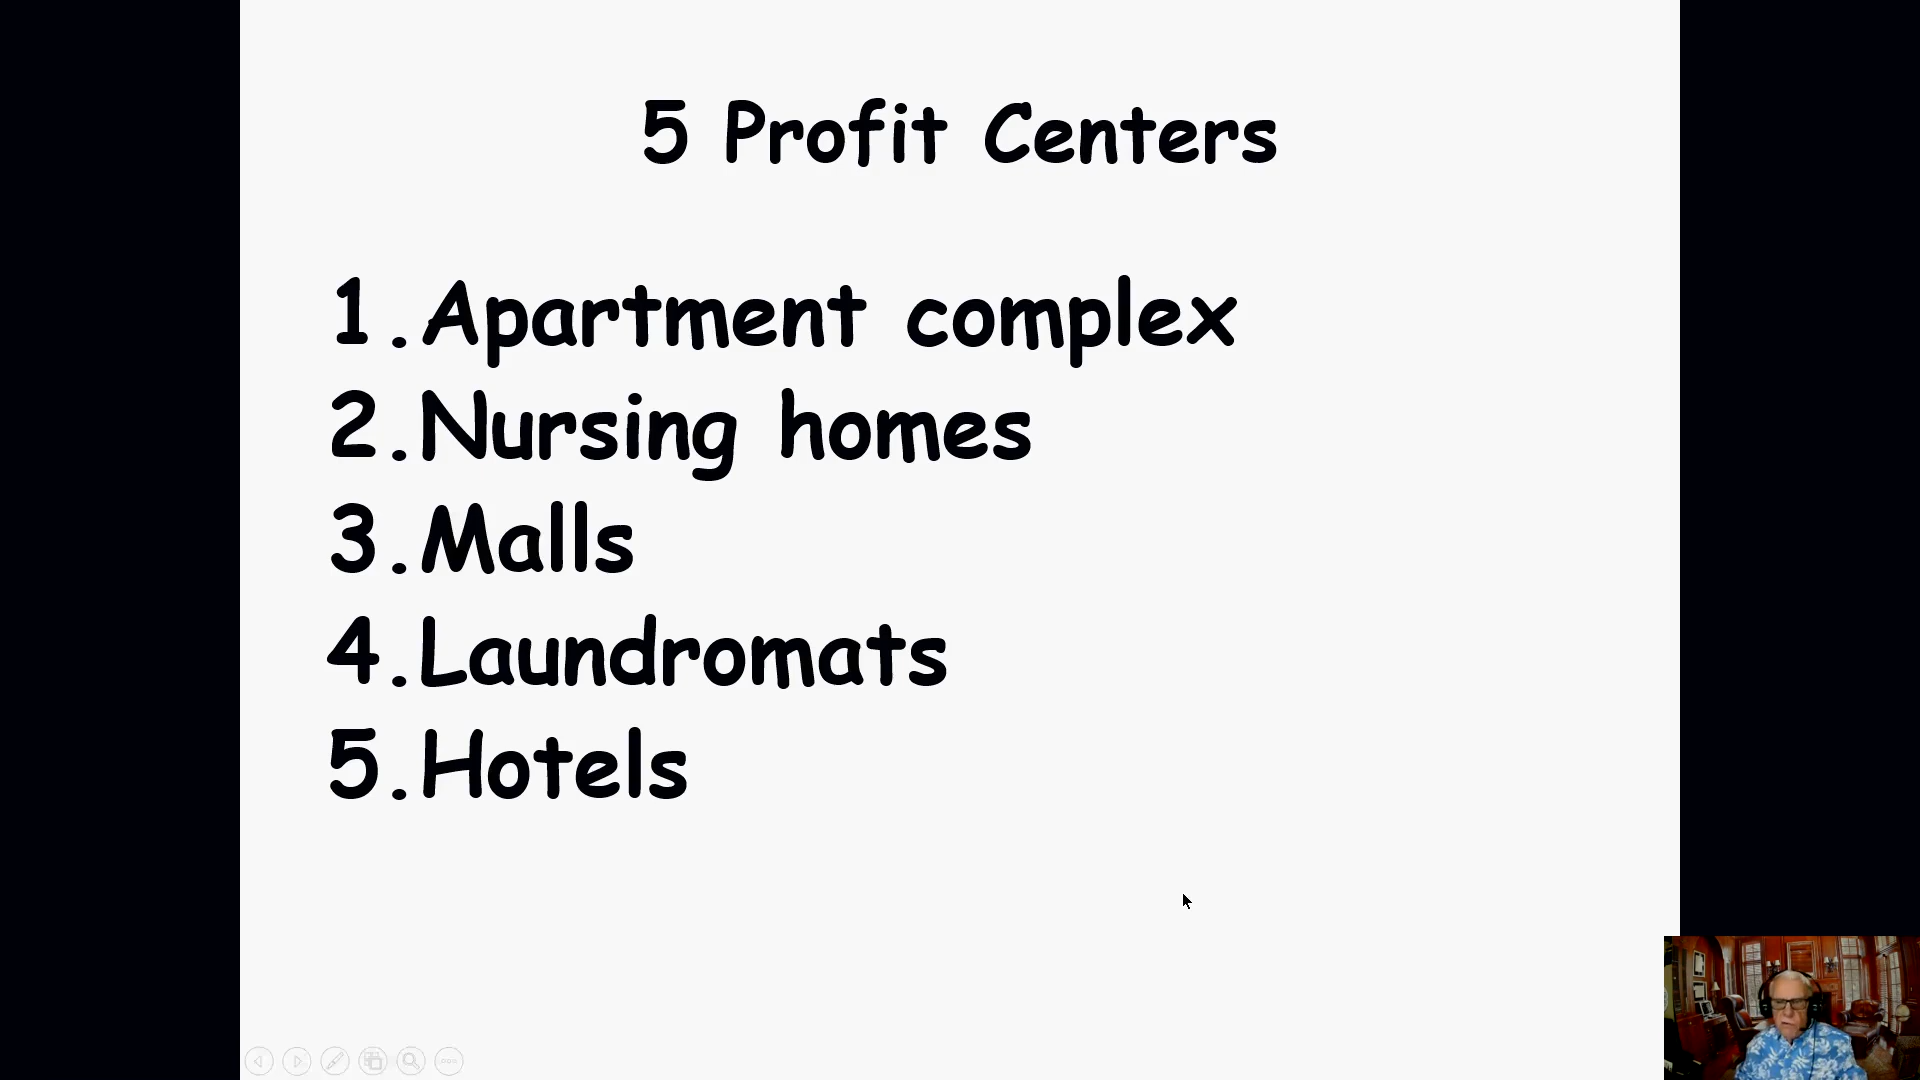 5 Profit Centers
1.Apartment complex
2.Nursing homes
3.Malls
4.Laundromats
5.Hotels